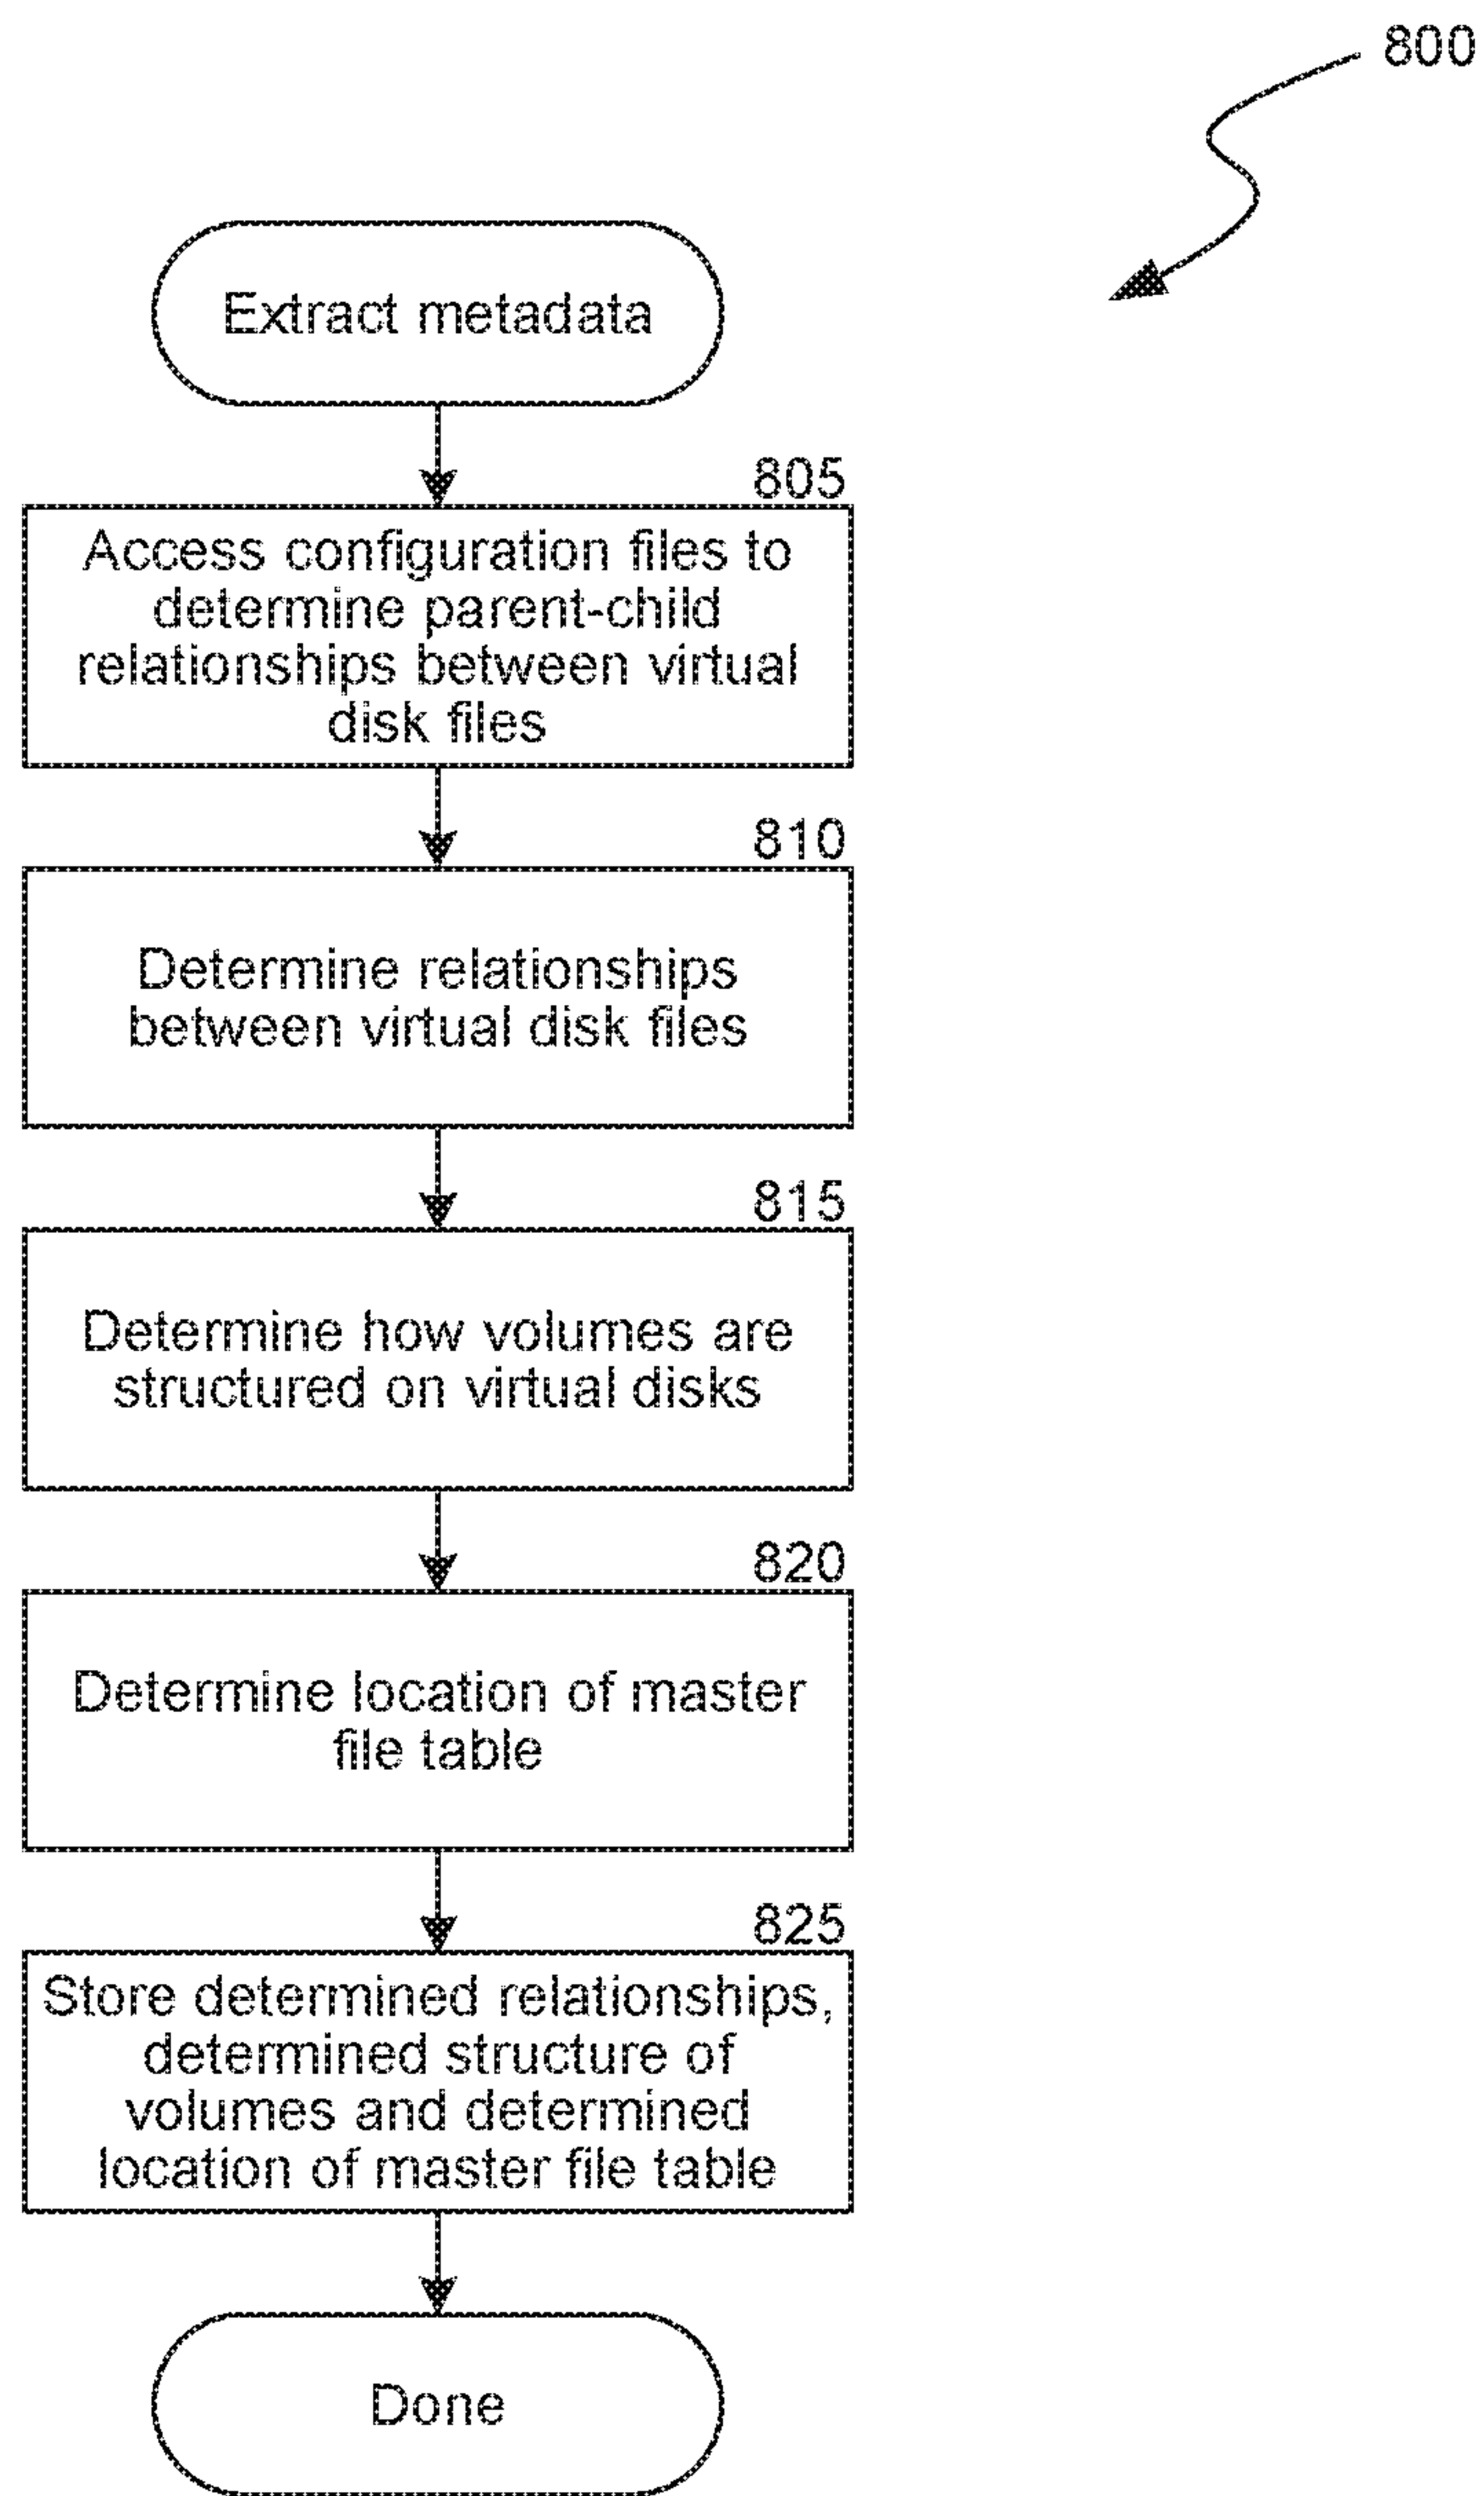 800
Extract metadata
805
Access configuration files to
determine parent-child
relationships between virtual
disk files
810
Determine relationships
between virtual disk files
815
Determine how volumes are
structured on virtual disks
820
Determine location of master
file table
825
Store determined relationships,
determined structure of
volumes and determined
location of master file table
Done